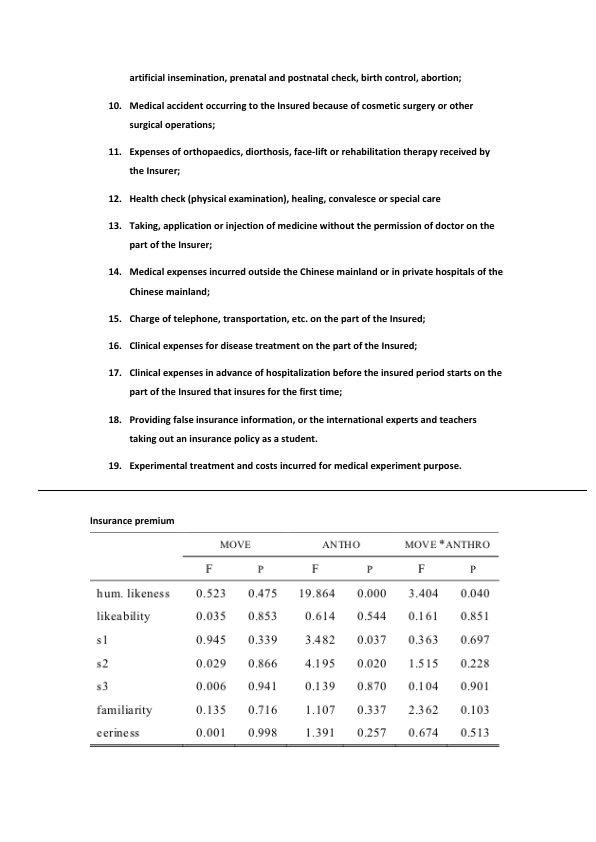 artificial insemination, prenatal and postnatal check, birth control, abortion;
10. Medical accident occurring to the Insured because of cosmetic surgery or other
surgical operations;
11. Expenses of orthopaedics, diorthosis, face-lift or rehabilitation therapy received by
the Insurer;
12. Health check (physical examination), healing, convalesce or special care
13. Taking, application or injection of medicine without the permission of doctor on the
part of the Insurer;
14. Medical expenses incurred outside the Chinese mainland or in private hospitals of the
Chinese mainland;
15. Charge of telephone, transportation, etc. on the part of the Insured;
16. Clinical expenses for disease treatment on the part of the Insured;
17. Clinical expenses in advance of hospitalization before the insured period starts on the
part of the Insured that insures for the first time;
18. Providing false insurance information, or the international experts and teachers
taking out an insurance policy as a student.
19. Experimental treatment and costs incurred for medical experiment purpose.
Insurance premium
MOVE ANTHO MOVE *ANTHRO
F P F P F P
hum. likeness 0.523 0.475 19.864 0.000 3.404 0.040
likeability 0.035 0.853 0.614 0.544 0.161 0.851
s1 0.945 0.339 3.482 0.037 0.363 0.697
s2 0.029 0.866 4.195 0.020 1.515 0.228
s3 0.006 0.941 0.139 0.870 0.104 0.901
familiarity 0.135 0.716 1.107 0.337 2.362 0.103
eeriness 0.001 0.998 1.391 0.257 0.674 0.513